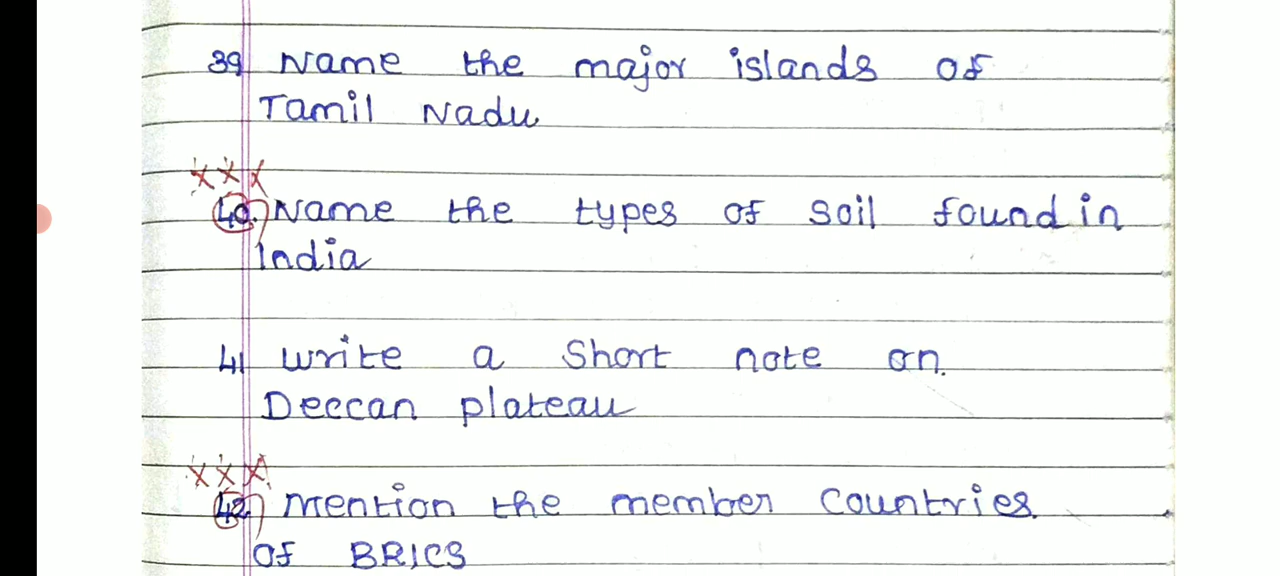 39 Name the major islands of
Tamil Nadu
XXX
40. Name the types of soil found in
India
41 write a short note on
Deccan plateau
XXX
42 mention the member countries
of BRICS